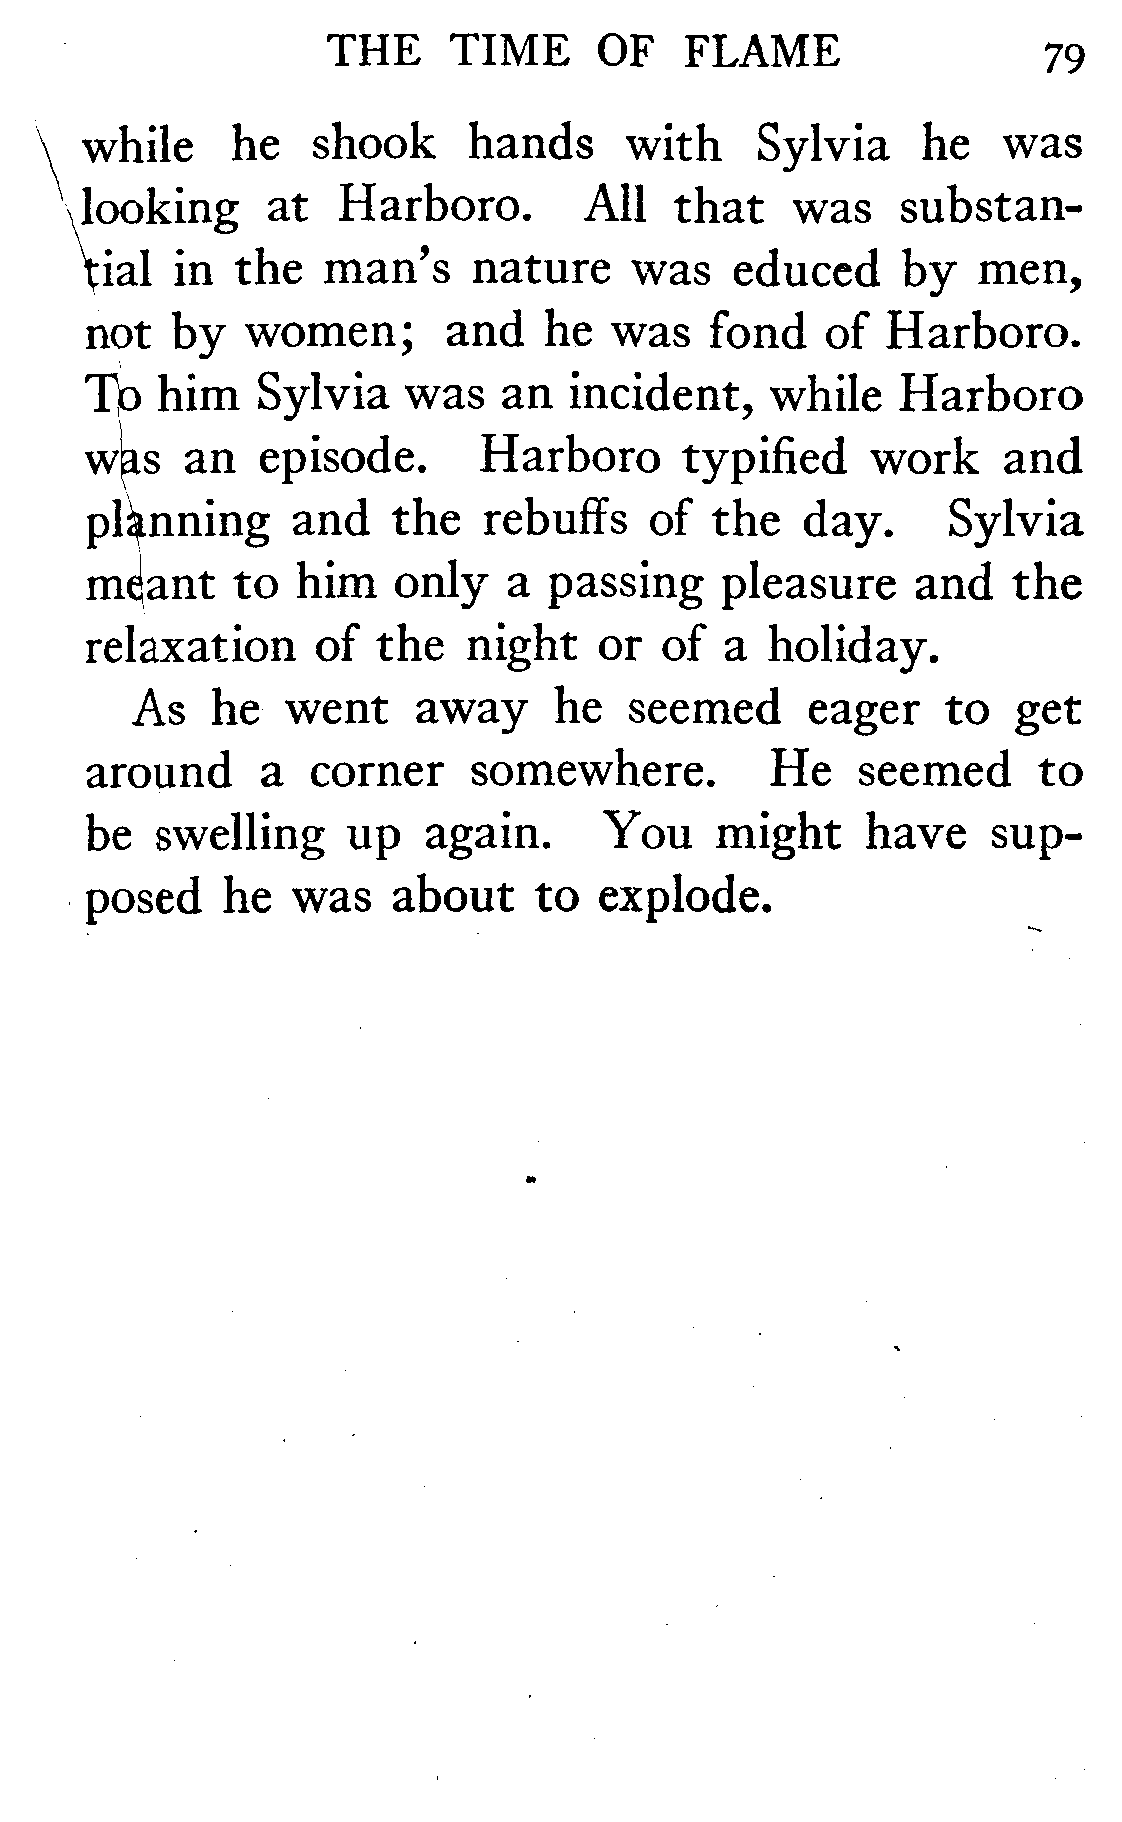 THE TIME OF FLAME 79
while he shook hands with Sylvia he was
looking at Harboro. All that was substan-
tial in the man's nature was educed by men,
not by women; and he was fond of Harboro.
To him Sylvia was an incident, while Harboro
was an episode. Harboro typified work and
planning and the rebuffs of the day. Sylvia
meant to him only a passing pleasure and the
relaxation of the night or of a holiday.
As he went away he seemed eager to get
around a corner somewhere. He seemed to
be swelling up again. You might have sup-
posed he was about to explode.